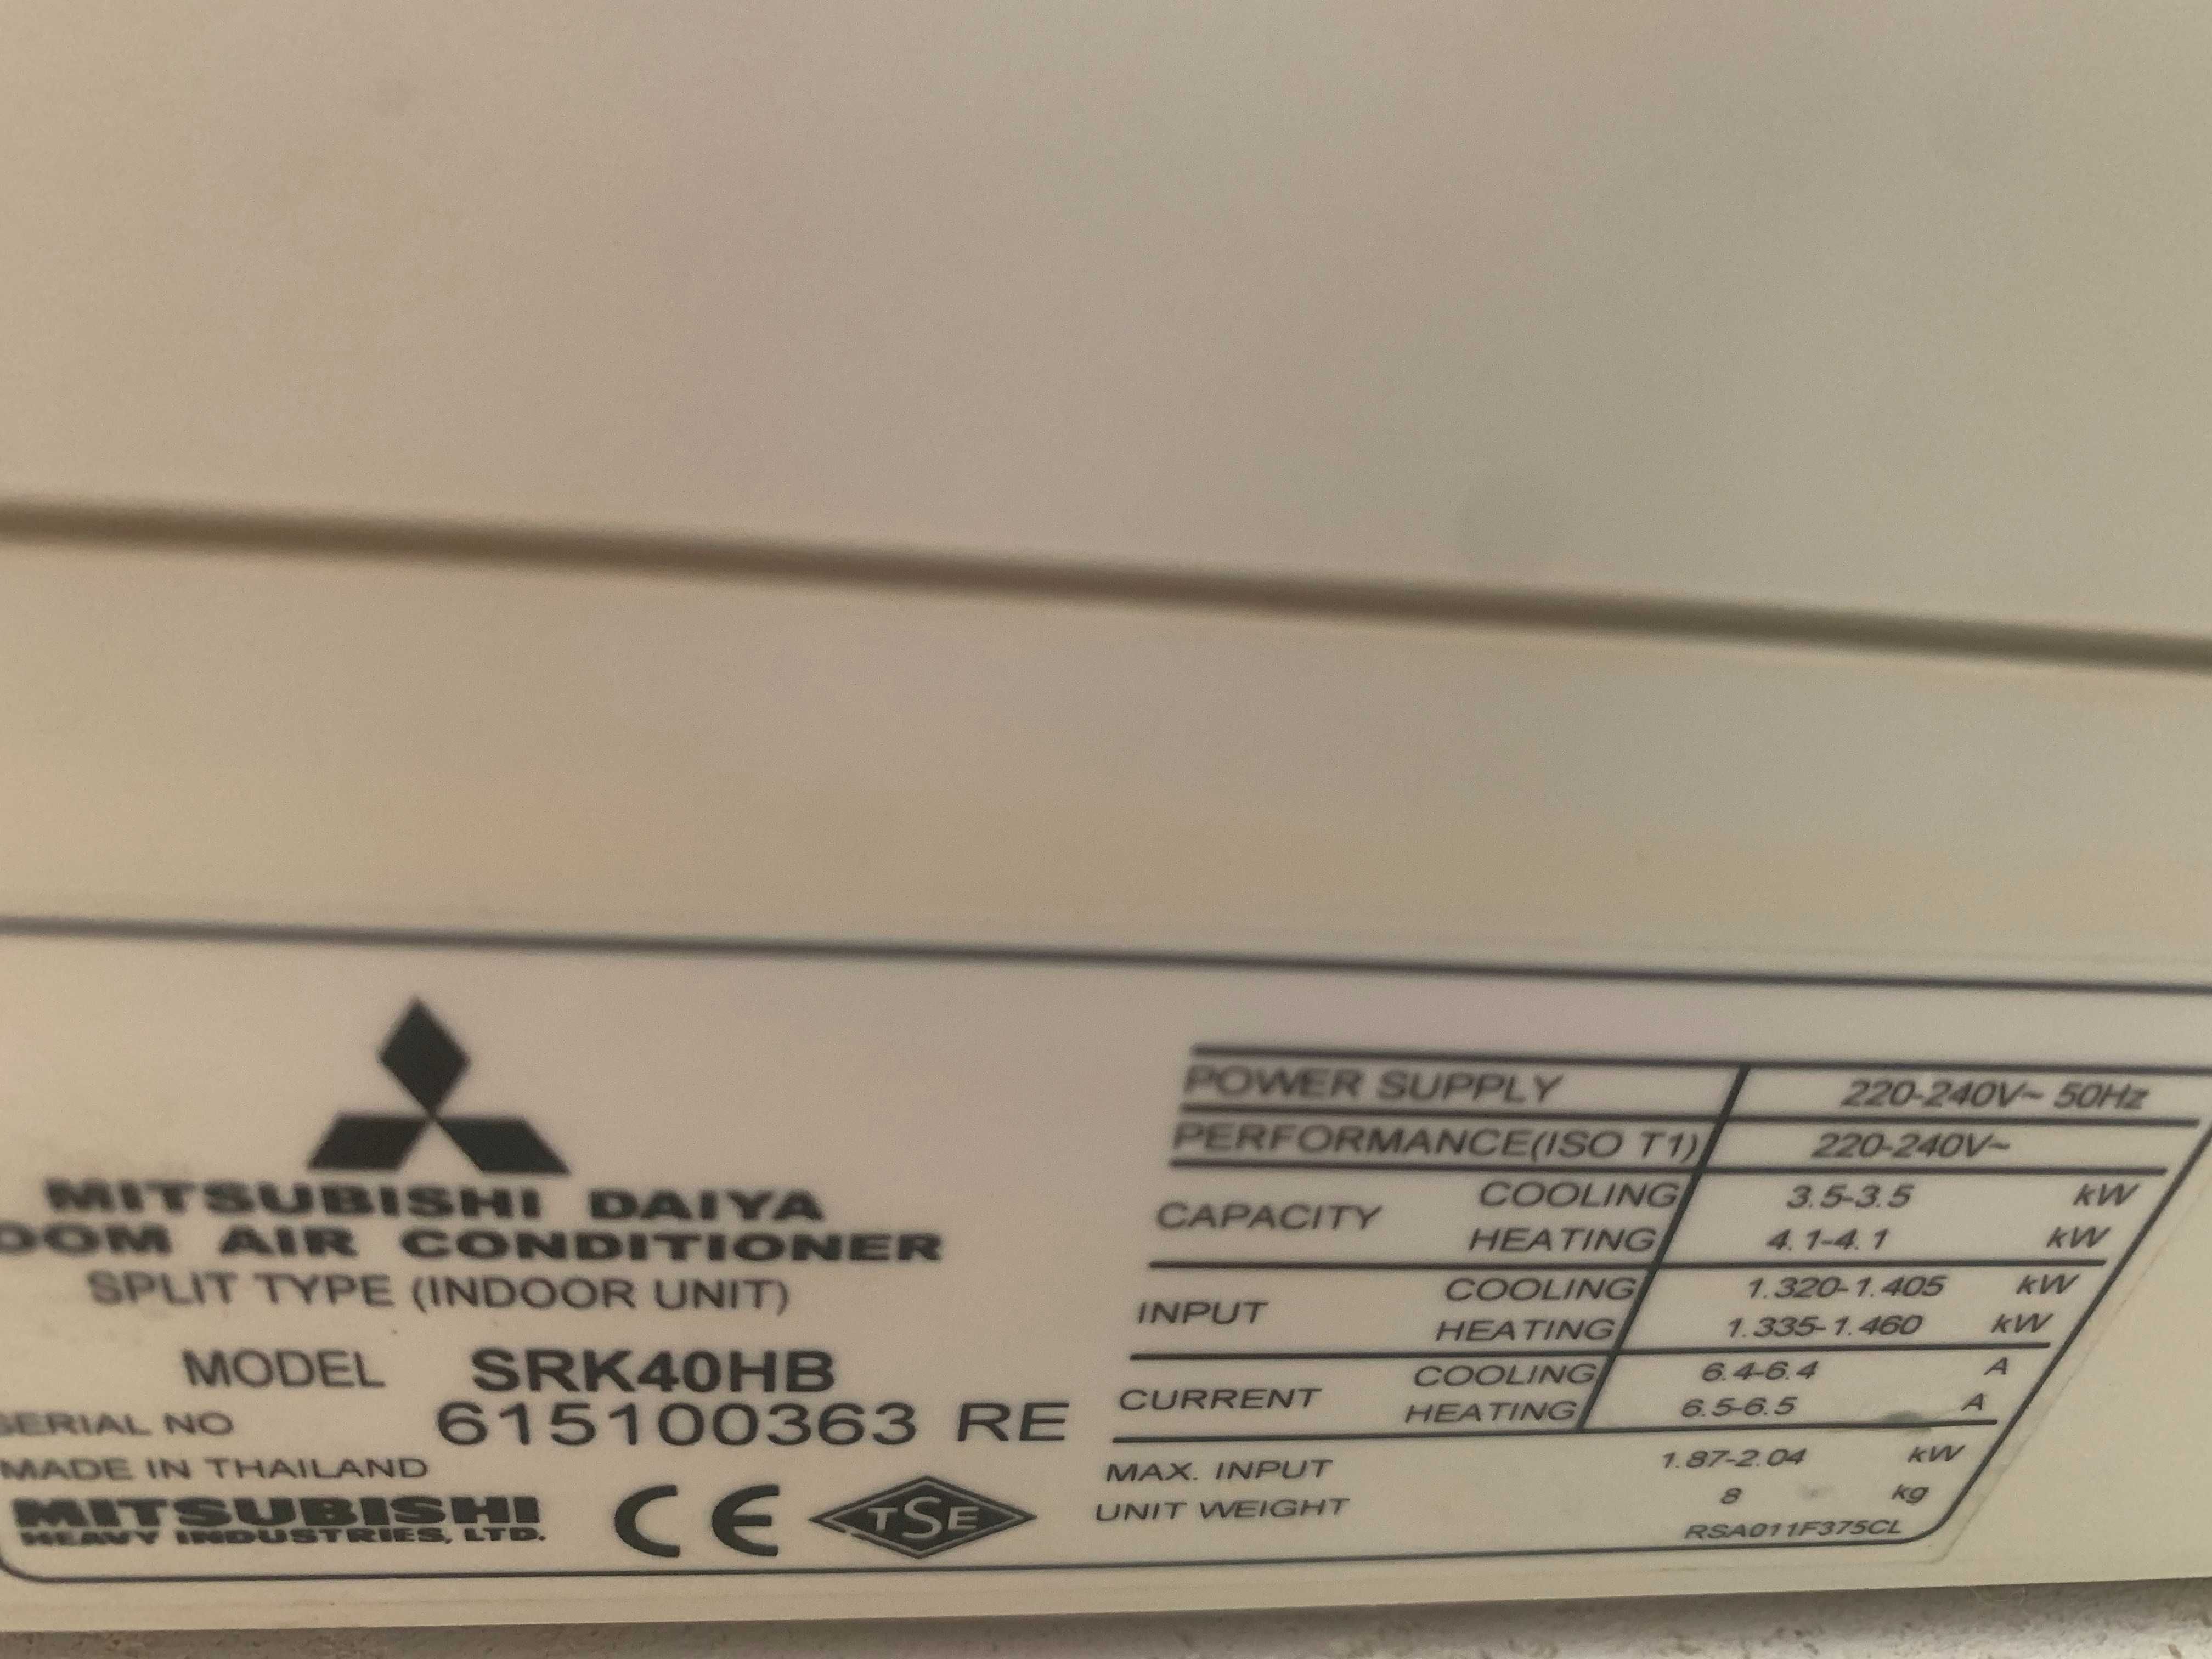 MITSUBISHI DAIYA
OOM AIR CONDITIONER
SPLIT TYPE (INDOOR UNIT)
MODEL SRK40HB
SERIAL NO 615100363 RE
MADE IN THAILAND
MITSUBISHI
HEAVY INDUSTRIES, LTD.
CE TSE
POWER SUPPLY 220-240V~ 50Hz
PERFORMANCE(ISO T1) 220-240V~
CAPACITY COOLING 3.5-3.5 kW
HEATING 4.1-4.1 kW
INPUT COOLING 1.320-1.405 kW
HEATING 1.335-1.460 kW
CURRENT COOLING 6.4-6.4 A
HEATING 6.5-6.5 A
MAX. INPUT 1.87-2.04 kW
UNIT WEIGHT 8 kg
RSA011F375CL